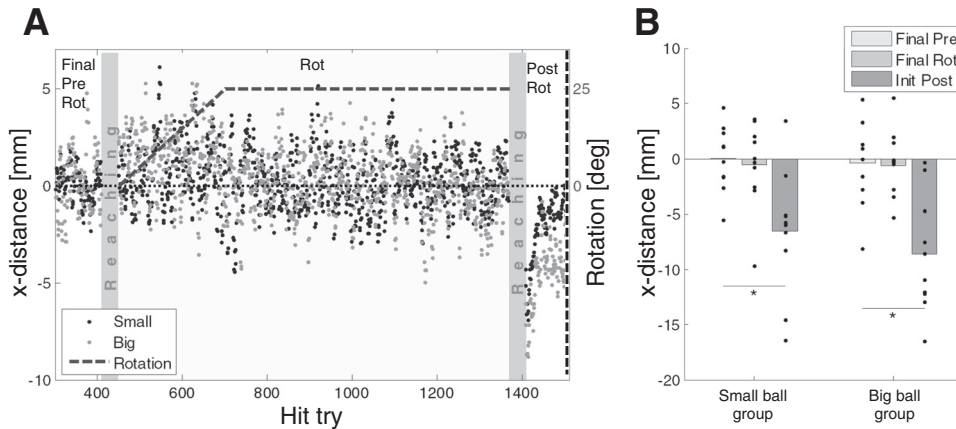 A
Final
Pre
Rot
Rot
Post
Rot
Reaching
Reaching
5
0
-5
-10
x-distance [mm]
25
0
Rotation [deg]
Small
Big
Rotation
400
600
800
1000
1200
1400
Hit try
B
Final Pre
Final Rot
Init Post
10
5
0
-5
-10
-15
-20
x-distance [mm]
*
*
Small ball
group
Big ball
group